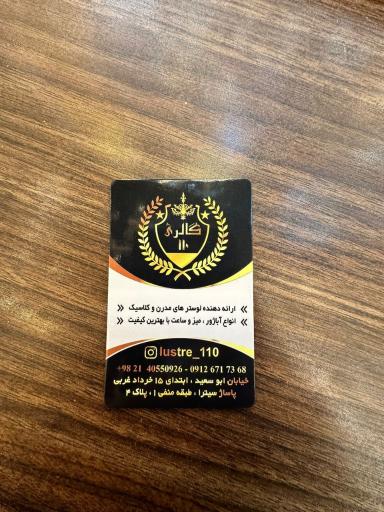 گالری
۱۱۰
ارائه دهنده لوستر های مدرن و کلاسیک
انواع آباژور ، میز و ساعت با بهترین کیفیت
lustre_110
+98 21 40550926 - 0912 671 73 68
خیابان ابو سعید ، ابتدای ۱۵ خرداد غربی
پاساژ سیترا ، طبقه منفی ۱ ، پلاک ۴